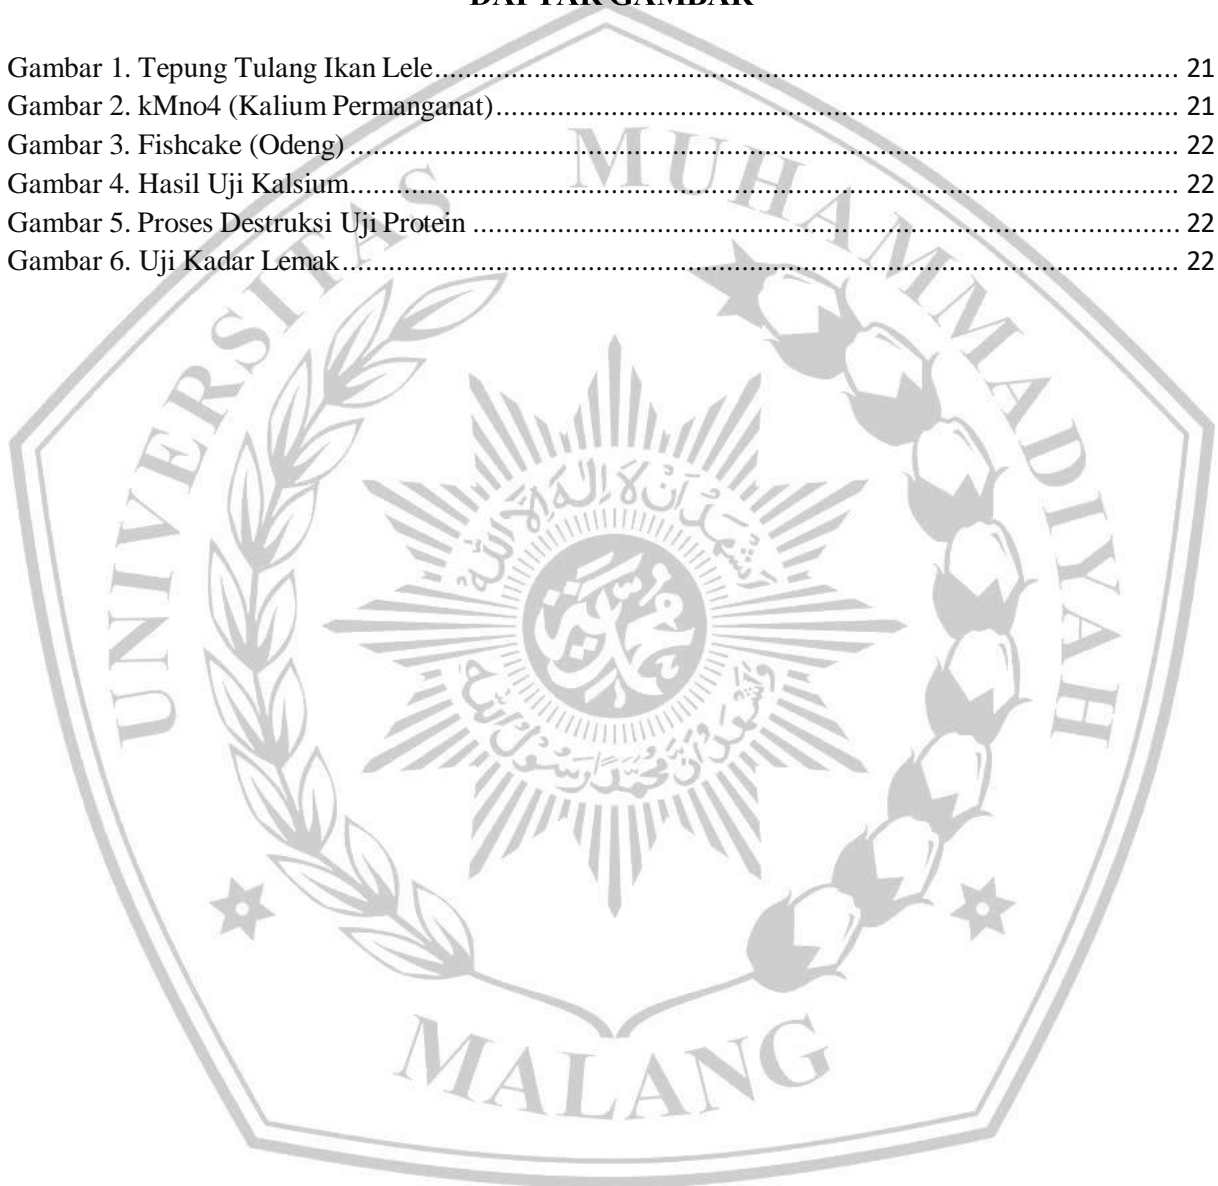 DAFTAR GAMBAR
Gambar 1. Tepung Tulang Ikan Lele........................................................................................................ 21
Gambar 2. kMno4 (Kalium Permanganat)............................................................................................... 21
Gambar 3. Fishcake (Odeng)................................................................................................................... 22
Gambar 4. Hasil Uji Kalsium.................................................................................................................... 22
Gambar 5. Proses Destruksi Uji Protein.................................................................................................. 22
Gambar 6. Uji Kadar Lemak..................................................................................................................... 22
UNIVERSITAS MUHAMMADIYAH
MALANG